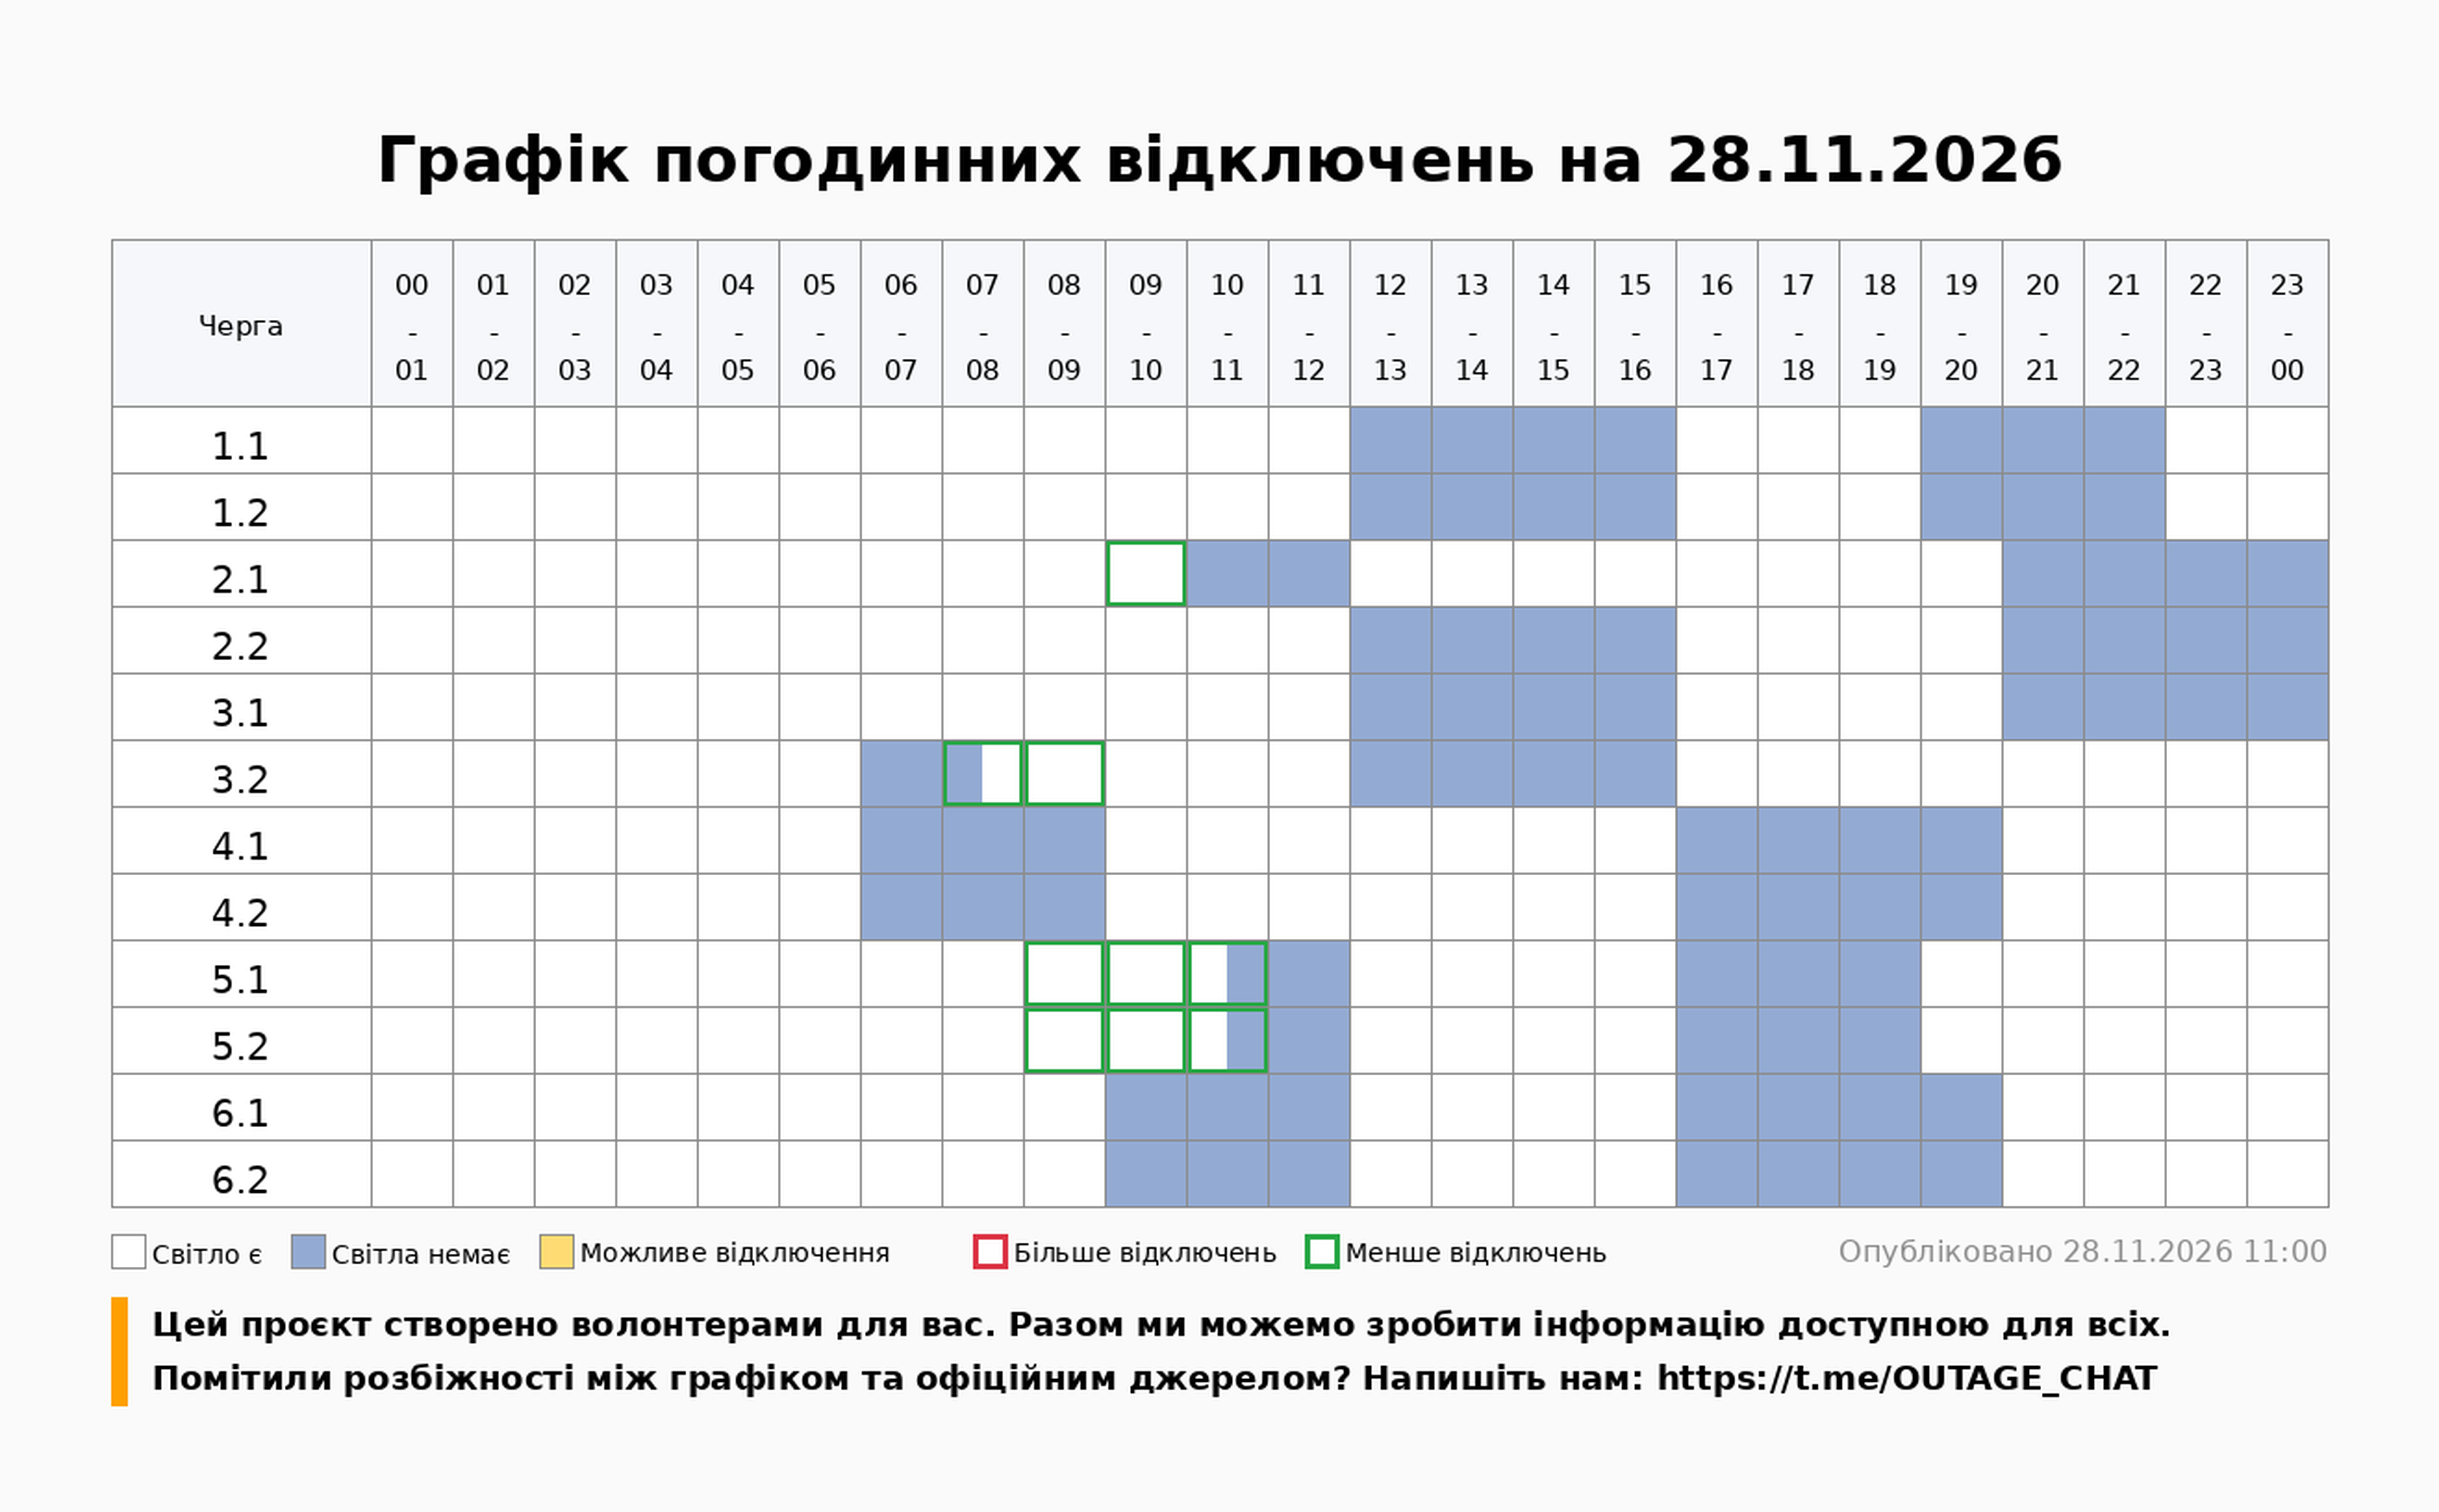 Графік погодинних відключень на 28.11.2026
Черга
00 - 01
01 - 02
02 - 03
03 - 04
04 - 05
05 - 06
06 - 07
07 - 08
08 - 09
09 - 10
10 - 11
11 - 12
12 - 13
13 - 14
14 - 15
15 - 16
16 - 17
17 - 18
18 - 19
19 - 20
20 - 21
21 - 22
22 - 23
23 - 00
1.1
1.2
2.1
2.2
3.1
3.2
4.1
4.2
5.1
5.2
6.1
6.2
Світло є Світла немає Можливе відключення Більше відключень Менше відключень Опубліковано 28.11.2026 11:00
Цей проєкт створено волонтерами для вас. Разом ми можемо зробити інформацію доступною для всіх.
Помітили розбіжності між графіком та офіційним джерелом? Напишіть нам: https://t.me/OUTAGE_CHAT